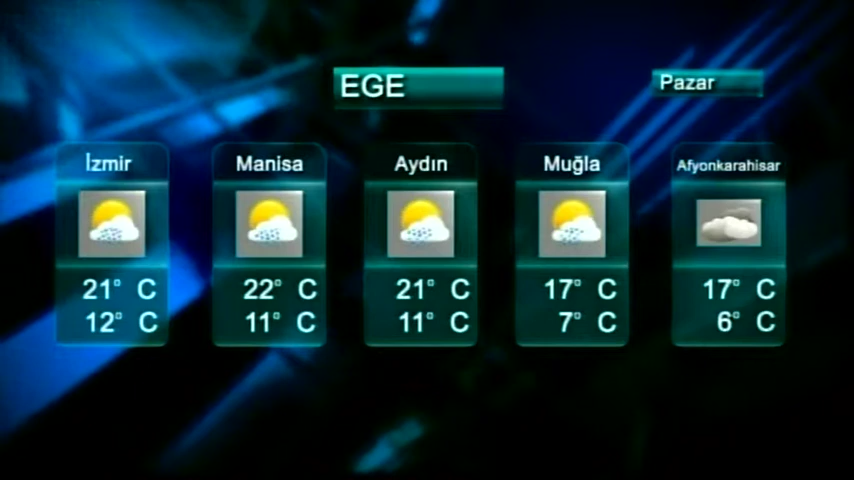 EGE
Pazar
İzmir
21° C
12° C
Manisa
22° C
11° C
Aydın
21° C
11° C
Muğla
17° C
7° C
Afyonkarahisar
17° C
6° C